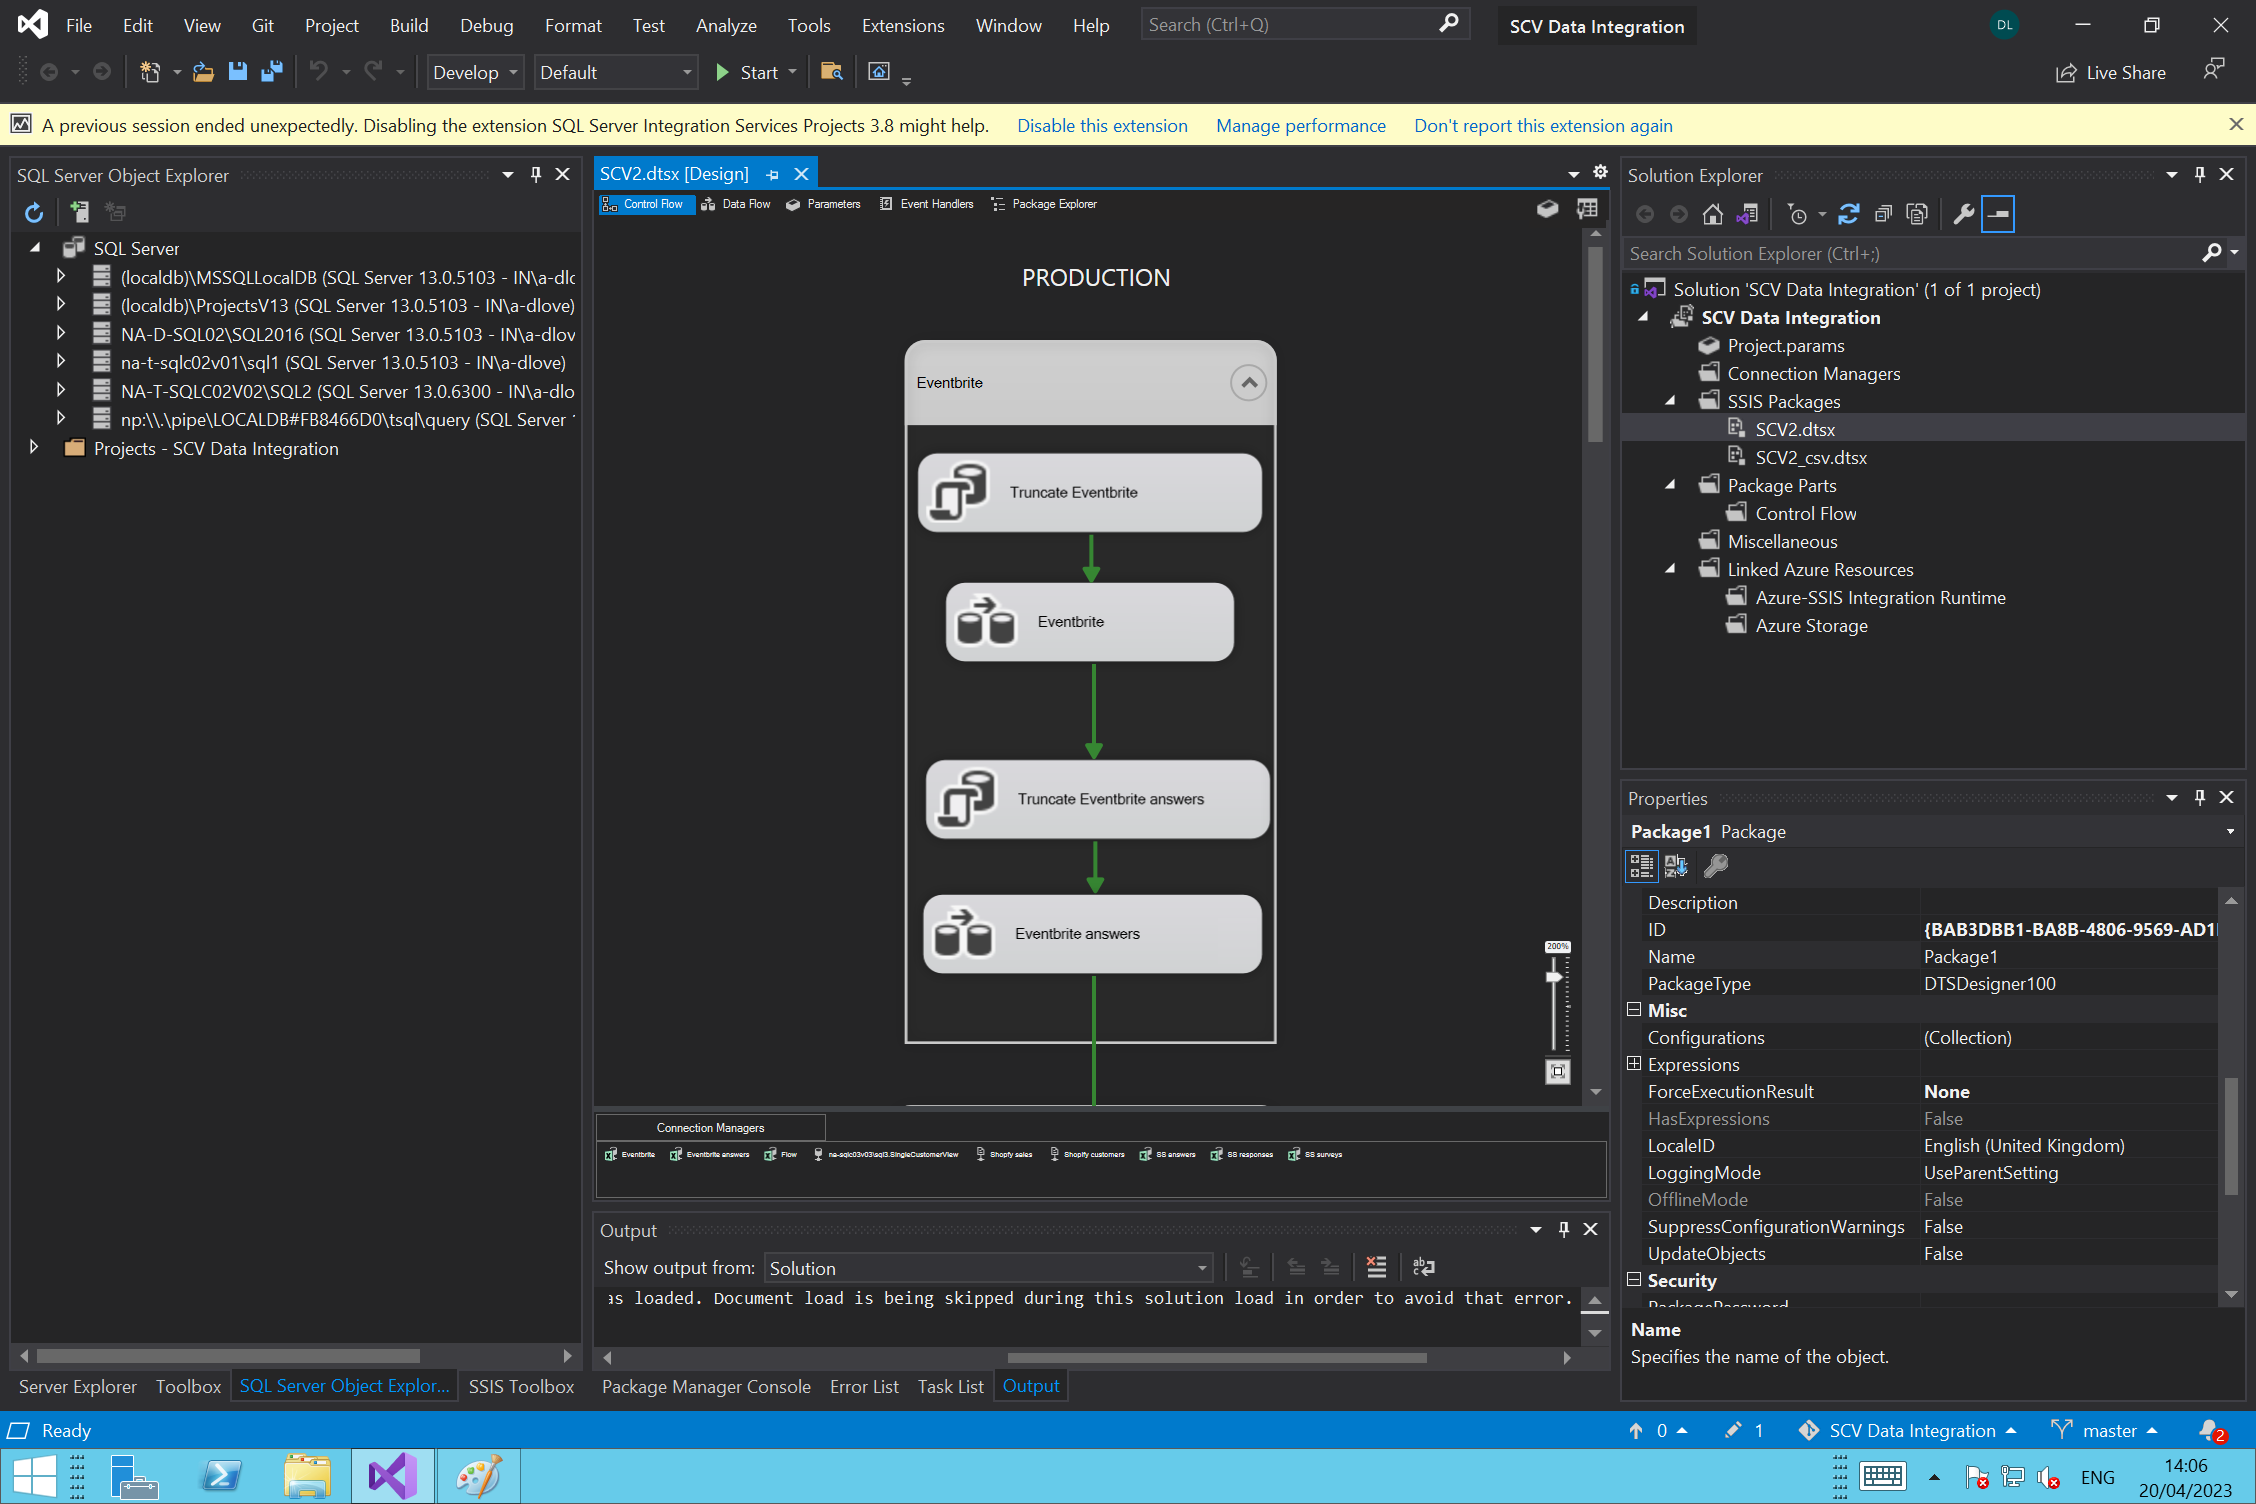 File Edit View Git Project Build Debug Format Test Analyze Tools Extensions Window Help Search (Ctrl+Q) SCV Data Integration DL
Develop Default Start Live Share
A previous session ended unexpectedly. Disabling the extension SQL Server Integration Services Projects 3.8 might help. Disable this extension Manage performance Don't report this extension again
SQL Server Object Explorer
SQL Server
(localdb)\MSSQLLocalDB (SQL Server 13.0.5103 - IN\a-dlc
(localdb)\ProjectsV13 (SQL Server 13.0.5103 - IN\a-dlove)
NA-D-SQL02\SQL2016 (SQL Server 13.0.5103 - IN\a-dlov
na-t-sqlc02v01\sql1 (SQL Server 13.0.5103 - IN\a-dlove)
NA-T-SQLC02V02\SQL2 (SQL Server 13.0.6300 - IN\a-dlo
np:\\.\pipe\LOCALDB#FB8466D0\tsql\query (SQL Server
Projects - SCV Data Integration
Server Explorer Toolbox SQL Server Object Explor... SSIS Toolbox
SCV2.dtsx [Design]
Control Flow Data Flow Parameters Event Handlers Package Explorer
PRODUCTION
Eventbrite
Truncate Eventbrite
Eventbrite
Truncate Eventbrite answers
Eventbrite answers
200%
Connection Managers
Eventbrite Eventbrite answers Flow na-sqlc03v03\sql3.SingleCustomerView Shopify sales Shopify customers SS answers SS responses SS surveys
Output
Show output from: Solution
as loaded. Document load is being skipped during this solution load in order to avoid that error.
Package Manager Console Error List Task List Output
Solution Explorer
Search Solution Explorer (Ctrl+;)
Solution 'SCV Data Integration' (1 of 1 project)
SCV Data Integration
Project.params
Connection Managers
SSIS Packages
SCV2.dtsx
SCV2_csv.dtsx
Package Parts
Control Flow
Miscellaneous
Linked Azure Resources
Azure-SSIS Integration Runtime
Azure Storage
Properties
Package1 Package
Description
ID {BAB3DBB1-BA8B-4806-9569-AD1
Name Package1
PackageType DTSDesigner100
Misc
Configurations (Collection)
Expressions
ForceExecutionResult None
HasExpressions False
LocaleID English (United Kingdom)
LoggingMode UseParentSetting
OfflineMode False
SuppressConfigurationWarnings False
UpdateObjects False
Security
PackagePassword
Name
Specifies the name of the object.
Ready 0 1 SCV Data Integration master 2
ENG 14:06
20/04/2023